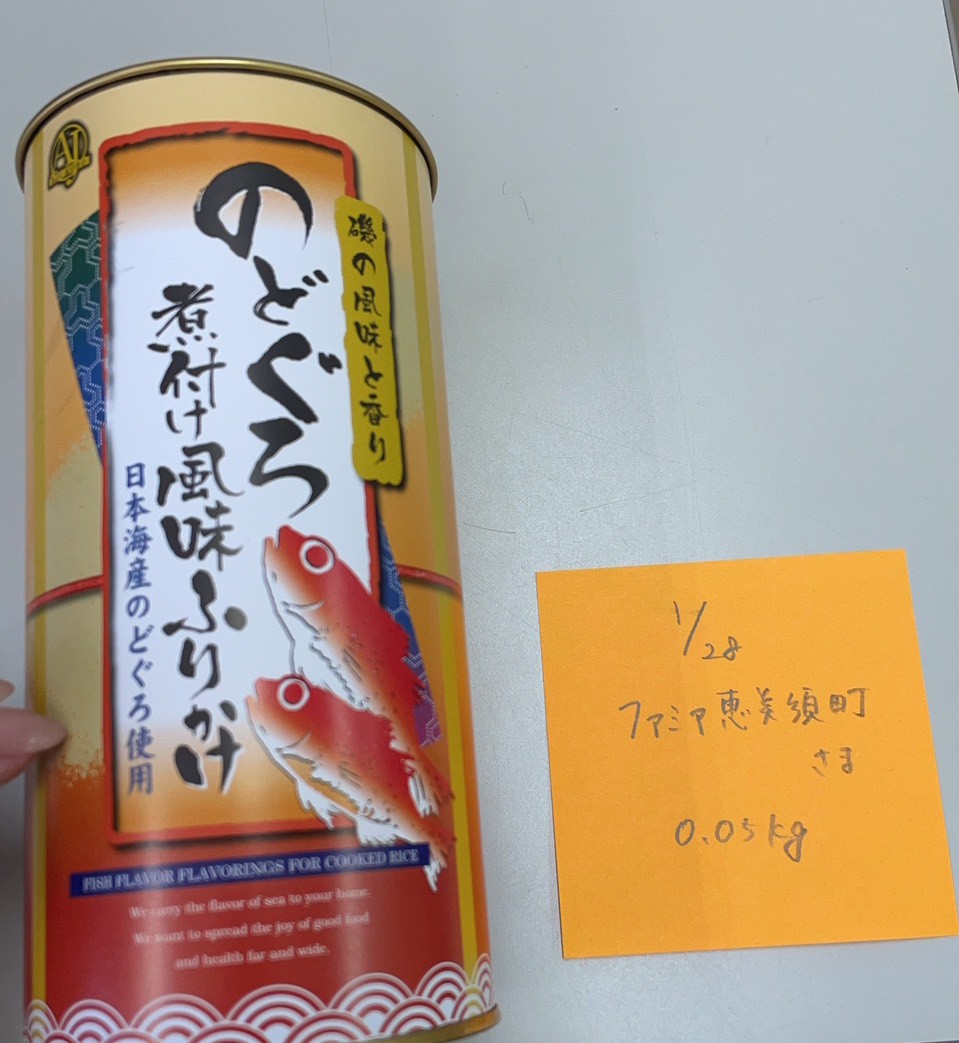 磯の風味と香り
のどぐろ
煮付け風味ふりかけ
日本海産のどぐろ使用
FISH FLAVOR FLAVORINGS FOR COOKED RICE
We carry the flavor of sea to your home.
We want to spread the joy of good food
and health far and wide.
1/28
ファミア恵美須町
さま
0.05kg